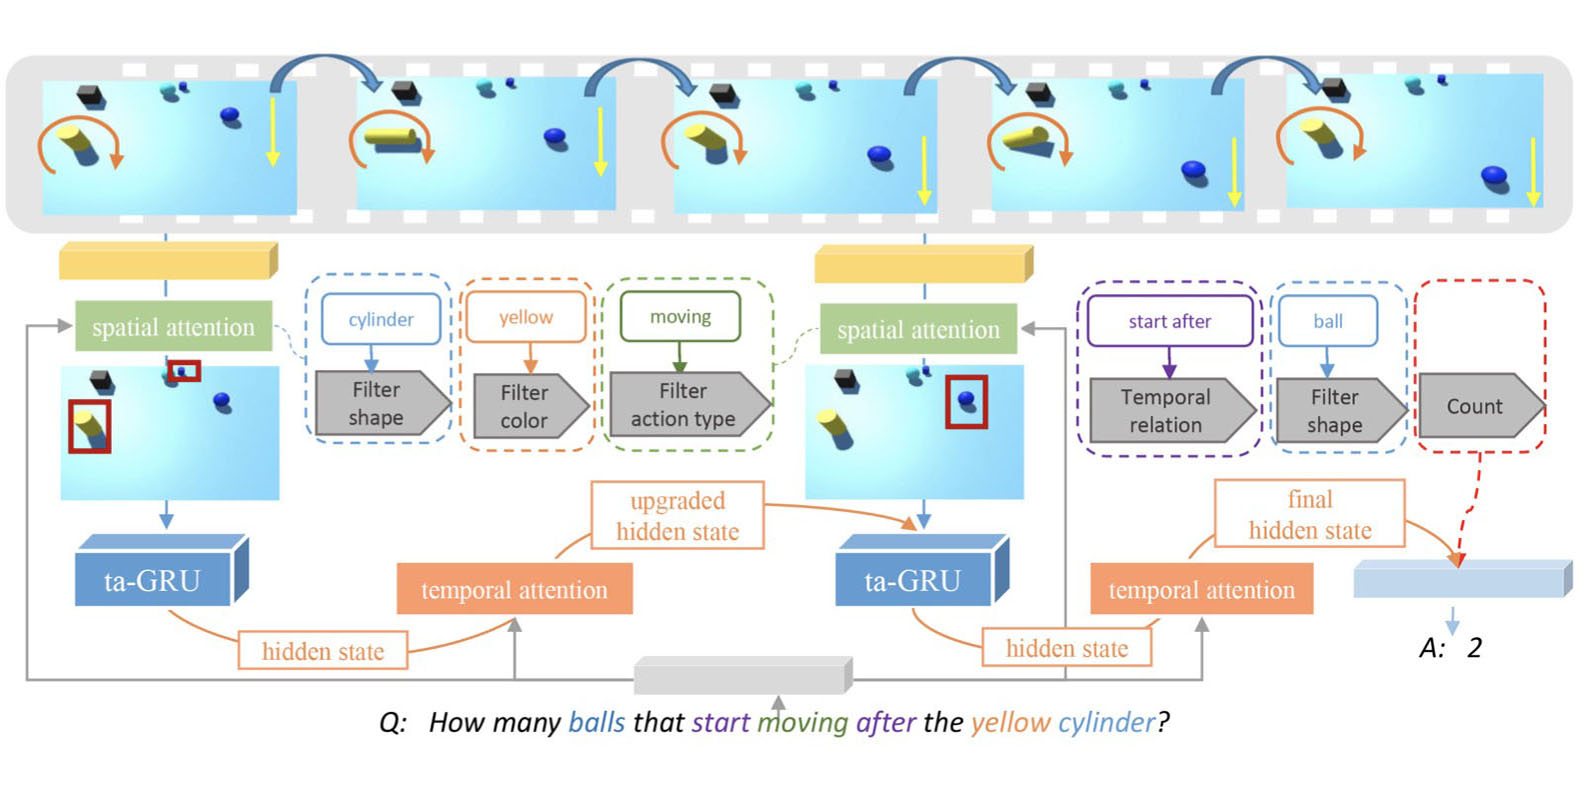 spatial attention
cylinder
yellow
moving
spatial attention
start after
ball
Filter
shape
Filter
color
Filter
action type
Temporal
relation
Filter
shape
Count
upgraded
hidden state
final
hidden state
ta-GRU
temporal attention
ta-GRU
temporal attention
hidden state
hidden state
A: 2
Q: How many balls that start moving after the yellow cylinder?